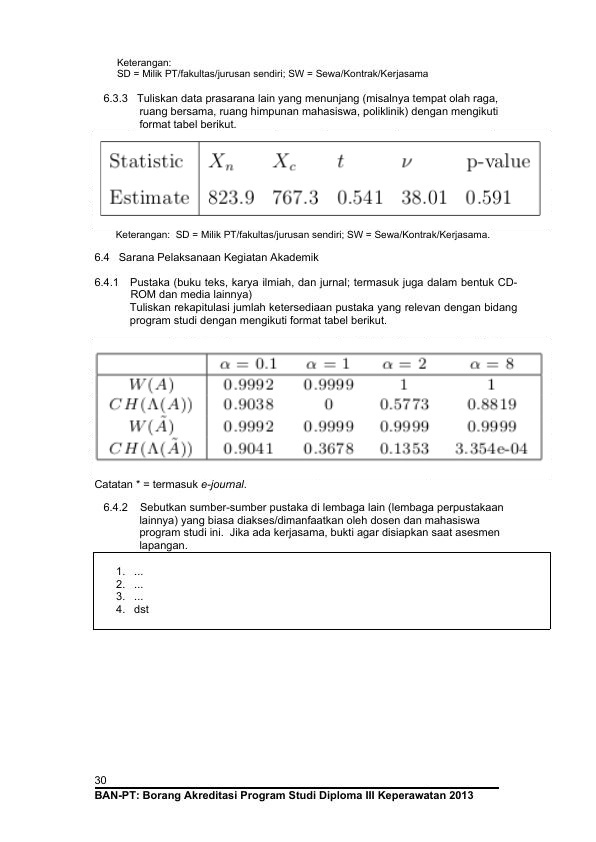 Keterangan:
SD = Milik PT/fakultas/jurusan sendiri; SW = Sewa/Kontrak/Kerjasama
6.3.3 Tuliskan data prasarana lain yang menunjang (misalnya tempat olah raga,
ruang bersama, ruang himpunan mahasiswa, poliklinik) dengan mengikuti
format tabel berikut.
Statistic Xₙ X_c t ν p-value
Estimate 823.9 767.3 0.541 38.01 0.591
Keterangan: SD = Milik PT/fakultas/jurusan sendiri; SW = Sewa/Kontrak/Kerjasama.
6.4 Sarana Pelaksanaan Kegiatan Akademik
6.4.1 Pustaka (buku teks, karya ilmiah, dan jurnal; termasuk juga dalam bentuk CD-
ROM dan media lainnya)
Tuliskan rekapitulasi jumlah ketersediaan pustaka yang relevan dengan bidang
program studi dengan mengikuti format tabel berikut.
α = 0.1 α = 1 α = 2 α = 8
W(A) 0.9992 0.9999 1 1
CH(Λ(A)) 0.9038 0 0.5773 0.8819
W(Ã) 0.9992 0.9999 0.9999 0.9999
CH(Λ(Ã)) 0.9041 0.3678 0.1353 3.354e-04
Catatan * = termasuk e-journal.
6.4.2 Sebutkan sumber-sumber pustaka di lembaga lain (lembaga perpustakaan
lainnya) yang biasa diakses/dimanfaatkan oleh dosen dan mahasiswa
program studi ini. Jika ada kerjasama, bukti agar disiapkan saat asesmen
lapangan.
1. ...
2. ...
3. ...
4. dst
30
BAN-PT: Borang Akreditasi Program Studi Diploma III Keperawatan 2013